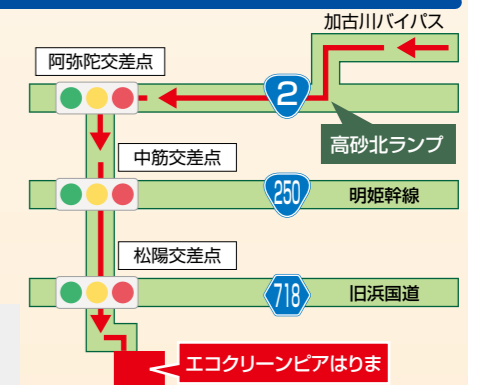 加古川バイパス
阿弥陀交差点
2
高砂北ランプ
中筋交差点
250
明姫幹線
松陽交差点
718
旧浜国道
エコクリーンピアはりま